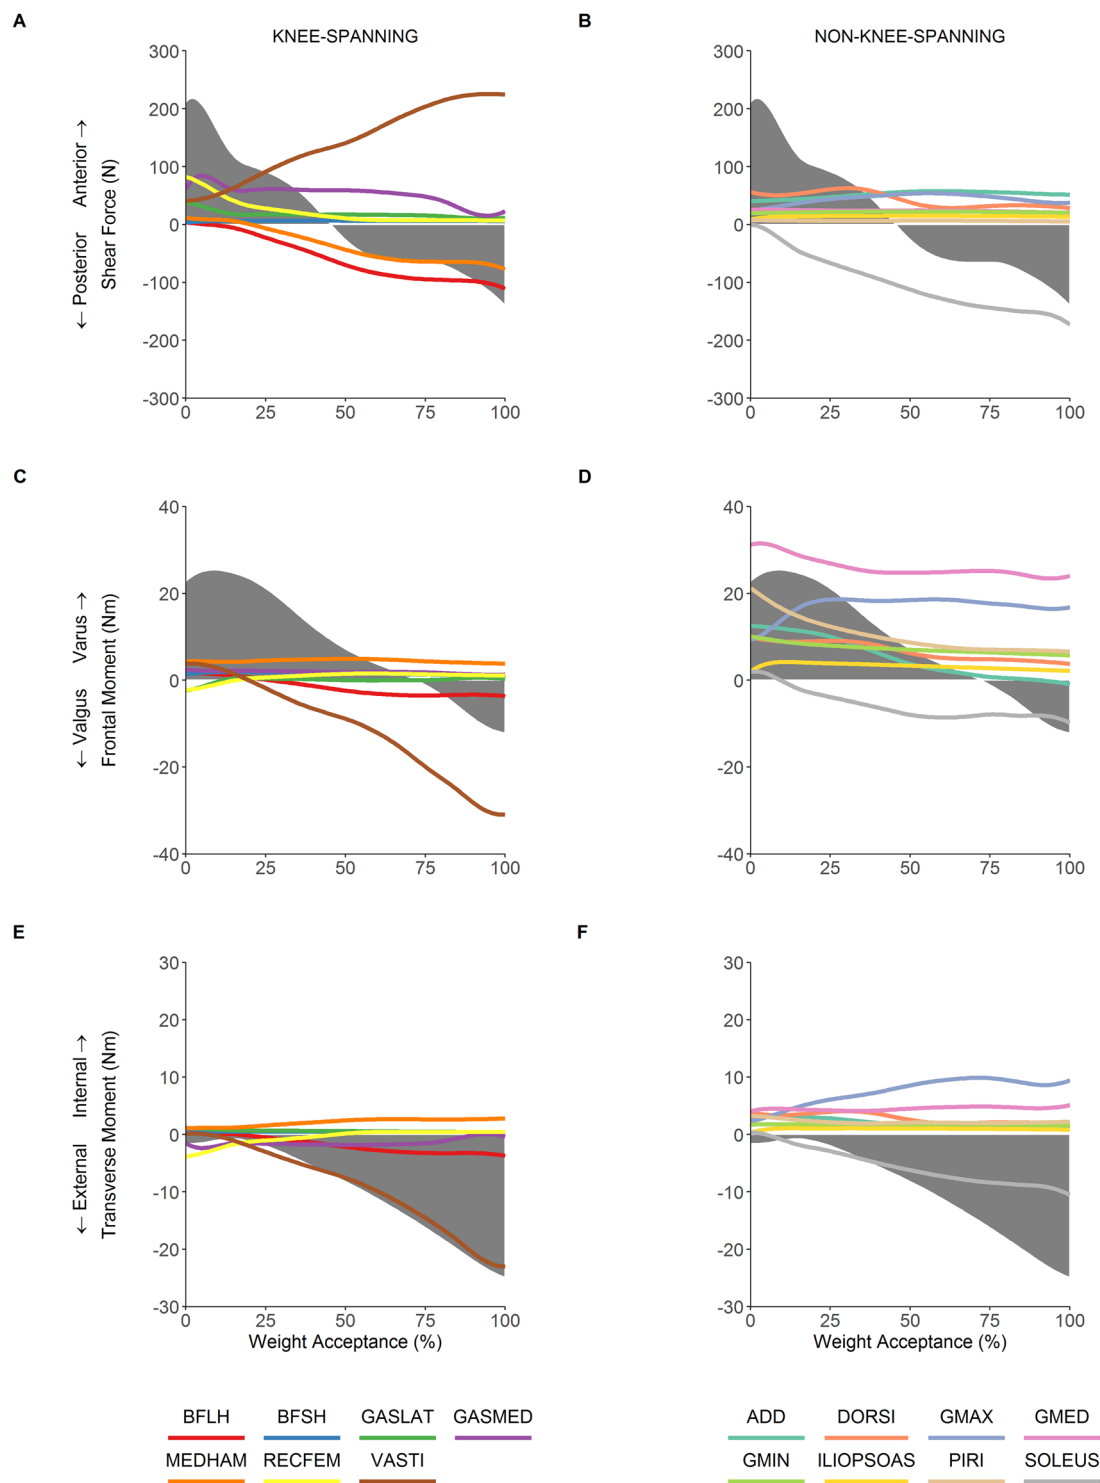 A
B
KNEE-SPANNING
NON-KNEE-SPANNING
← Posterior Anterior →
Shear Force (N)
300
200
100
0
-100
-200
-300
0 25 50 75 100
300
200
100
0
-100
-200
-300
0 25 50 75 100
C
D
← Valgus Varus →
Frontal Moment (Nm)
40
20
0
-20
-40
0 25 50 75 100
40
20
0
-20
-40
0 25 50 75 100
E
F
← External Internal →
Transverse Moment (Nm)
30
20
10
0
-10
-20
-30
0 25 50 75 100
Weight Acceptance (%)
30
20
10
0
-10
-20
-30
0 25 50 75 100
Weight Acceptance (%)
BFLH BFSH GASLAT GASMED
MEDHAM RECFEM VASTI
ADD DORSI GMAX GMED
GMIN ILIOPSOAS PIRI SOLEUS